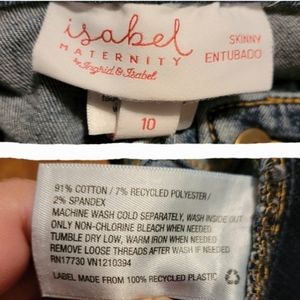 isabel
MATERNITY
by Ingrid & Isabel
SKINNY
ENTUBADO
10
91% COTTON / 7% RECYCLED POLYESTER /
2% SPANDEX
MACHINE WASH COLD SEPARATELY, WASH INSIDE OUT
ONLY NON-CHLORINE BLEACH WHEN NEEDED
TUMBLE DRY LOW, WARM IRON WHEN NEEDED
REMOVE LOOSE THREADS AFTER WASH IF NEEDED
RN17730 VN1210394
LABEL MADE FROM 100% RECYCLED PLASTIC